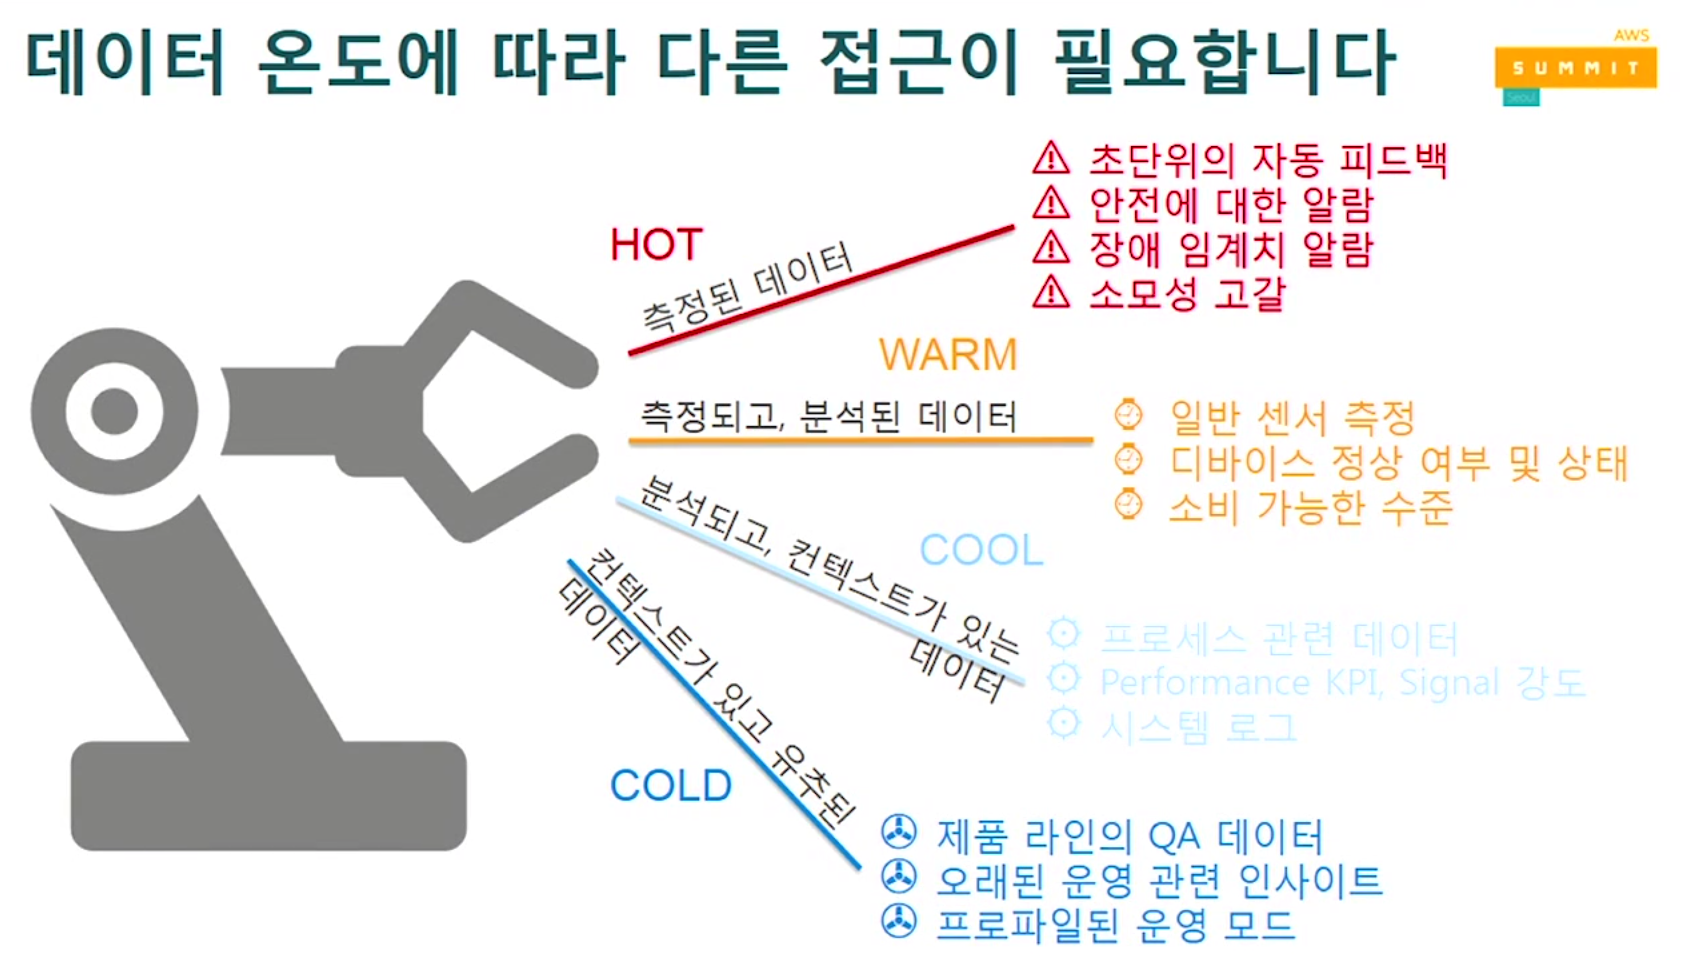 데이터 온도에 따라 다른 접근이 필요합니다
AWS
SUMMIT
Seoul
HOT
측정된 데이터
초단위의 자동 피드백
안전에 대한 알람
장애 임계치 알람
소모성 고갈
WARM
측정되고, 분석된 데이터
일반 센서 측정
디바이스 정상 여부 및 상태
소비 가능한 수준
COOL
분석되고, 컨텍스트가 있는
데이터
프로세스 관련 데이터
Performance KPI, Signal 강도
시스템 로그
COLD
컨텍스트가 있고 유추된
데이터
제품 라인의 QA 데이터
오래된 운영 관련 인사이트
프로파일된 운영 모드